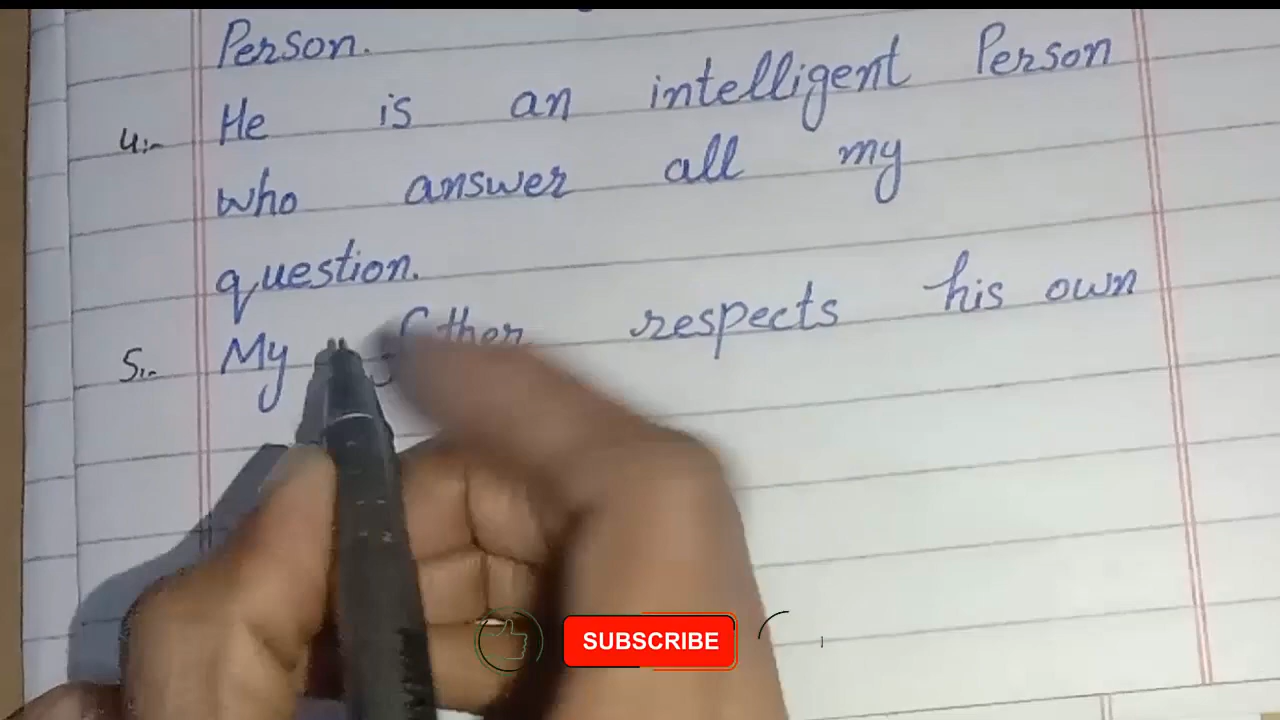 Person.
4:- He is an intelligent Person
who answer all my
question.
5:- My respects his own
SUBSCRIBE